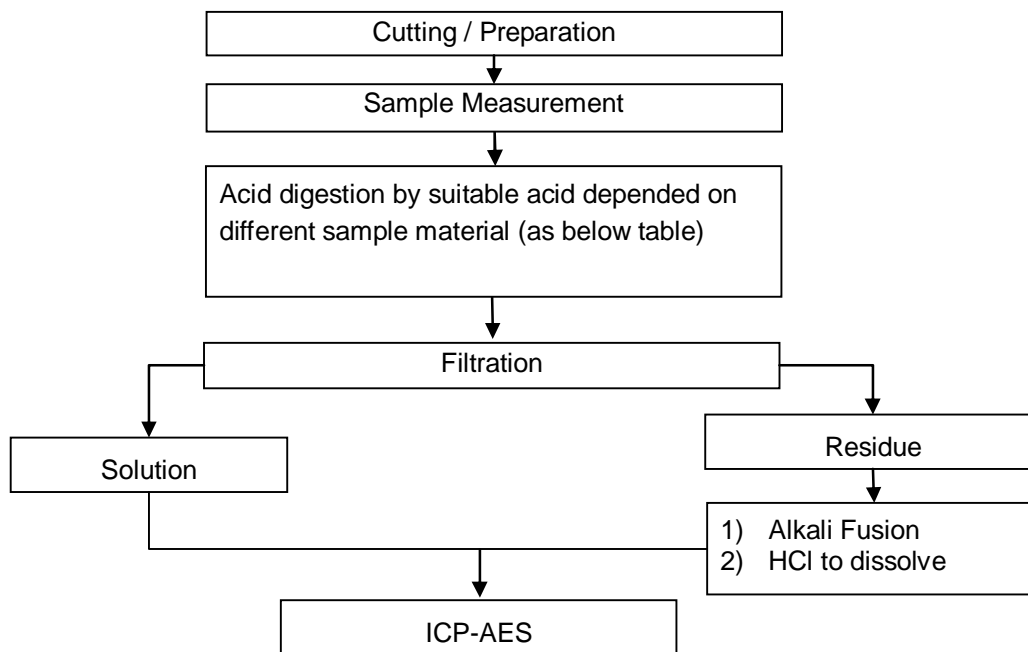 Cutting / Preparation
Sample Measurement
Acid digestion by suitable acid depended on
different sample material (as below table)
Filtration
Solution
Residue
1) Alkali Fusion
2) HCl to dissolve
ICP-AES